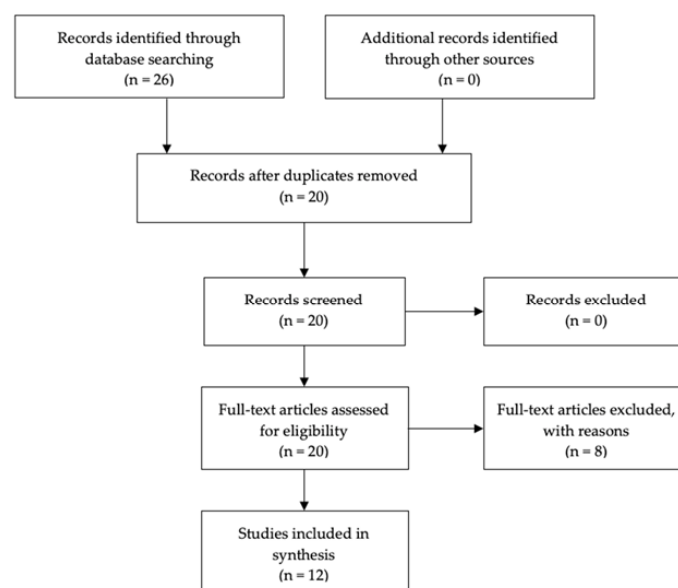 Records identified through
database searching
(n = 26)
Additional records identified
through other sources
(n = 0)
Records after duplicates removed
(n = 20)
Records screened
(n = 20)
Records excluded
(n = 0)
Full-text articles assessed
for eligibility
(n = 20)
Full-text articles excluded,
with reasons
(n = 8)
Studies included in
synthesis
(n = 12)